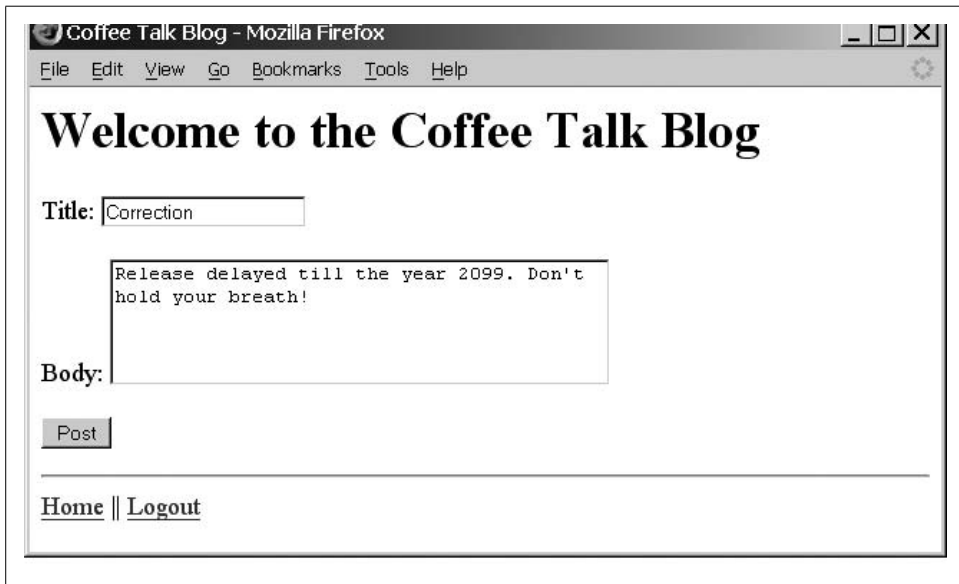 Coffee Talk Blog - Mozilla Firefox
File Edit View Go Bookmarks Tools Help
Welcome to the Coffee Talk Blog
Title: Correction
Release delayed till the year 2099. Don't
hold your breath!
Body:
Post
Home || Logout